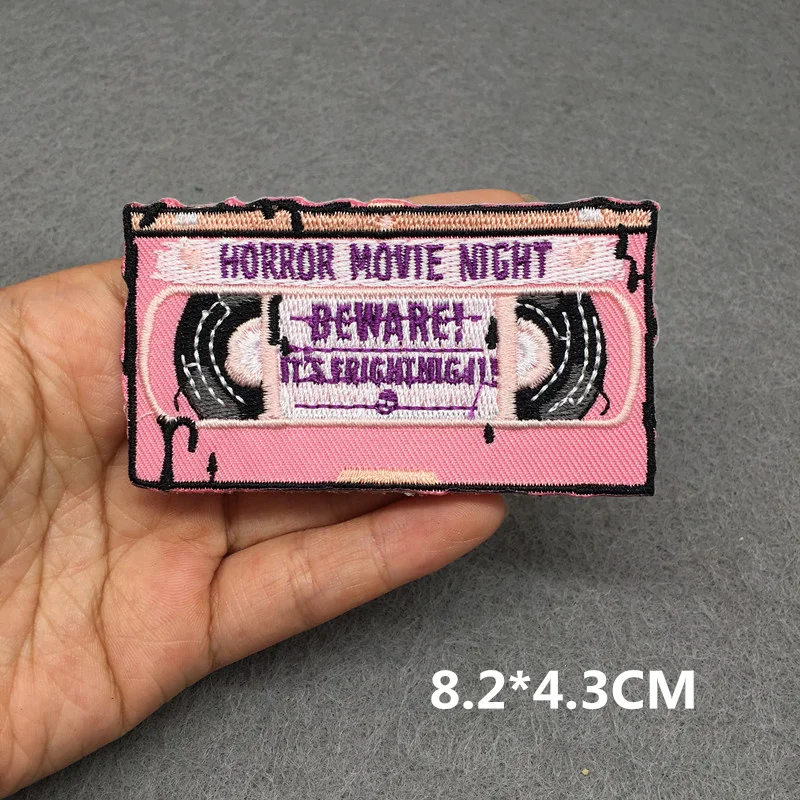 HORROR MOVIE NIGHT
BEWARE!
IT'S FRIGHTNIGHT!
8.2*4.3CM